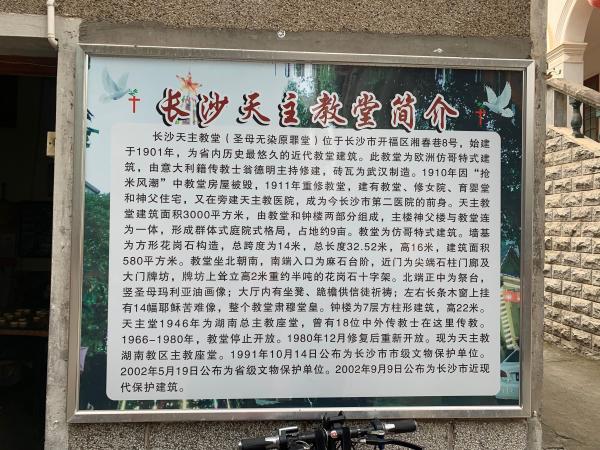 长沙天主教堂简介
长沙天主教堂（圣母无染原罪堂）位于长沙市开福区湘春巷8号，始建
于1901年，为省内历史最悠久的近代教堂建筑。此教堂为欧洲仿哥特式建
筑，由意大利籍传教士翁德明主持修建，砖瓦为武汉制造。1910年因“抢
米风潮”中教堂房屋被毁，1911年重修教堂，建有教堂、修女院、育婴堂
和神父住宅，又在旁建天主教医院，成为今长沙市第二医院的前身。天主教
堂建筑面积3000平方米，由教堂和钟楼两部分组成，主楼神父楼与教堂连
为一体，形成群体式庭院式格局，占地约9亩。教堂为仿哥特式建筑。墙基
为方形花岗石构造，总跨度为14米，总长度32.52米，高16米，建筑面积
580平方米。教堂坐北朝南，南端入口为麻石台阶，近门为尖端石柱门廊及
大门牌坊，牌坊上耸立高2米重约半吨的花岗石十字架。北端正中为祭台，
竖圣母玛利亚油画像；大厅内有坐凳、跪櫈供信徒祈祷；左右长条木窗上挂
有14幅耶稣苦难像，整个教堂肃穆堂皇。钟楼为7层方柱形建筑，高22米。
天主堂1946年为湖南总主教座堂，曾有18位中外传教士在这里传教。
1966-1980年，教堂停止开放。1980年12月修复后重新开放。现为天主教
湖南教区主教座堂。1991年10月14日公布为长沙市市级文物保护单位。
2002年5月19日公布为省级文物保护单位。2002年9月9日公布为长沙市近现
代保护建筑。